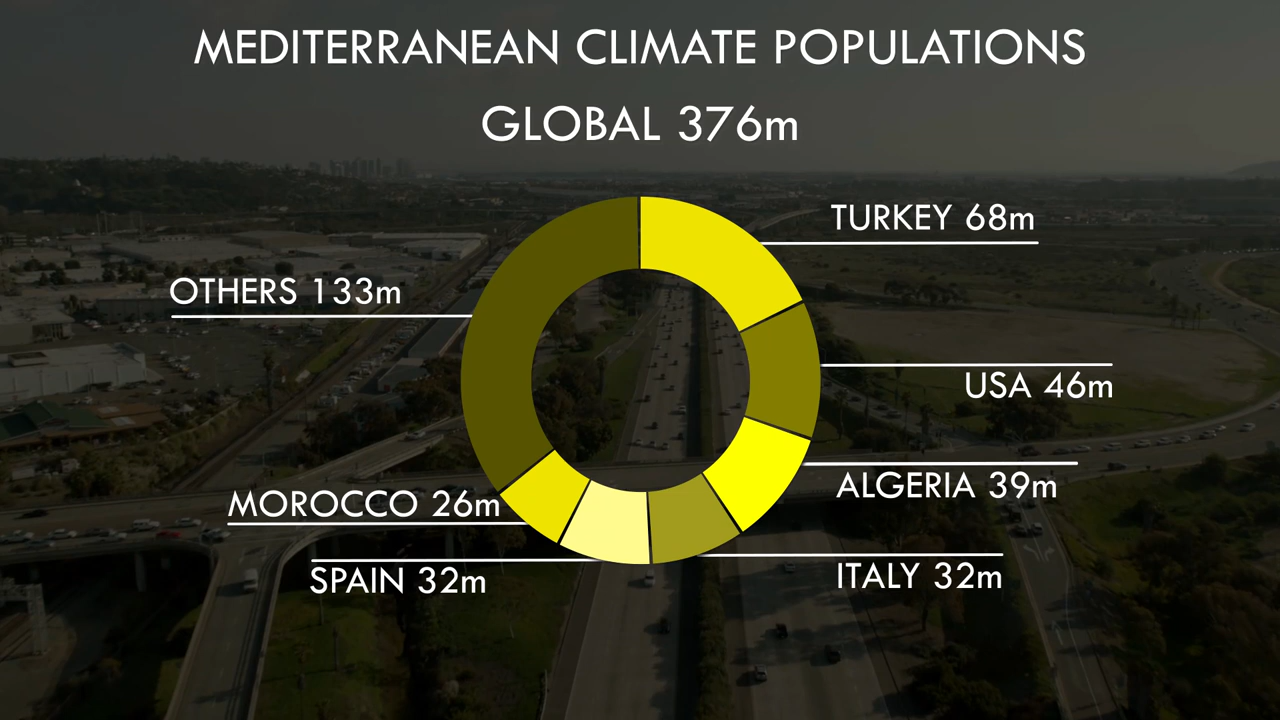 MEDITERRANEAN CLIMATE POPULATIONS
GLOBAL 376m
TURKEY 68m
OTHERS 133m
USA 46m
ALGERIA 39m
MOROCCO 26m
SPAIN 32m
ITALY 32m